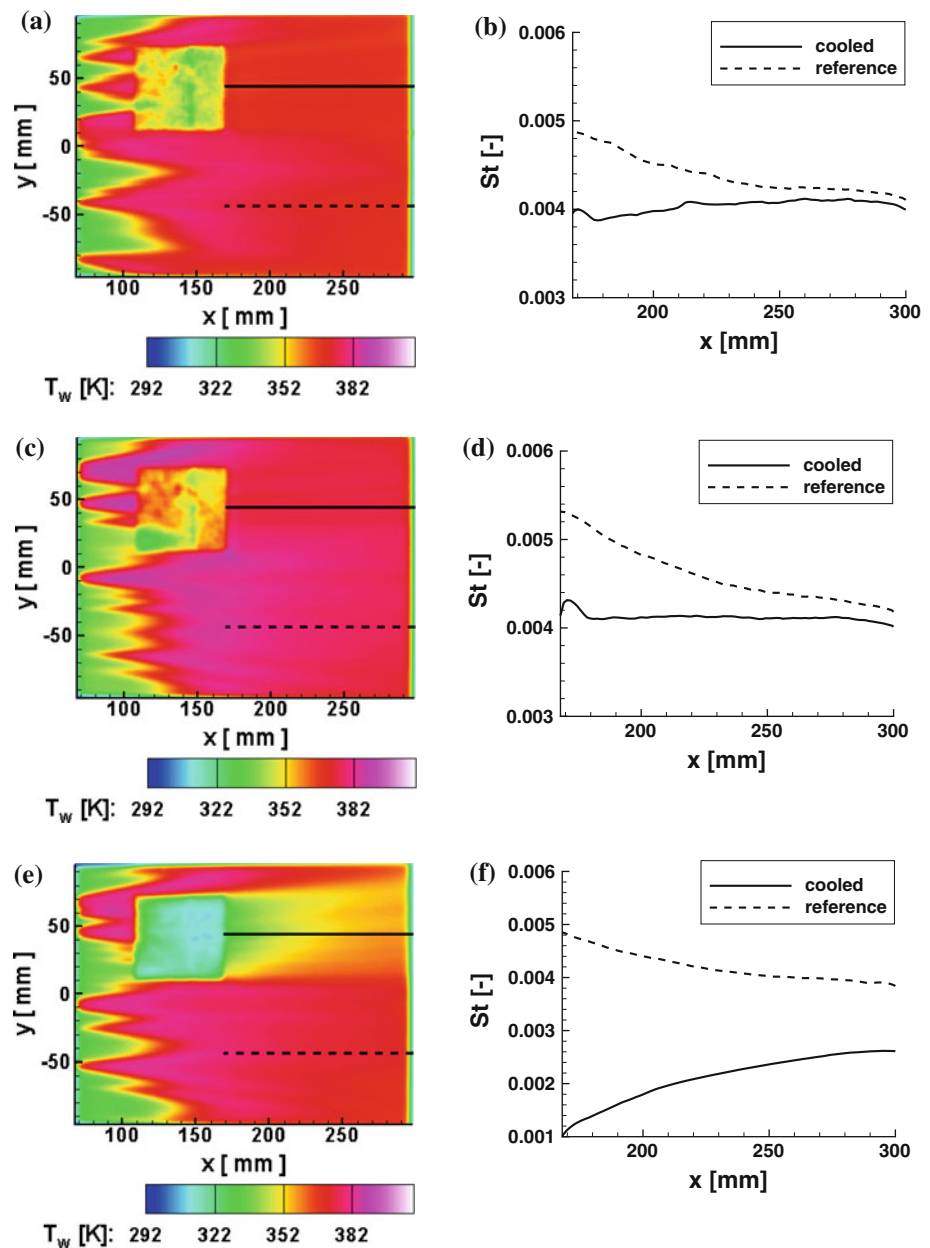 (a)
y [ mm ]
50
0
-50
100 150 200 250
x [ mm ]
T_w [K]: 292 322 352 382
(b)
St [-]
0.006
0.005
0.004
0.003
cooled
reference
200 250 300
x [mm]
(c)
y [ mm ]
50
0
-50
100 150 200 250
x [ mm ]
T_w [K]: 292 322 352 382
(d)
St [-]
0.006
0.005
0.004
0.003
cooled
reference
200 250 300
x [mm]
(e)
y [ mm ]
50
0
-50
100 150 200 250
x [ mm ]
T_w [K]: 292 322 352 382
(f)
St [-]
0.006
0.005
0.004
0.003
0.002
0.001
cooled
reference
200 250 300
x [mm]